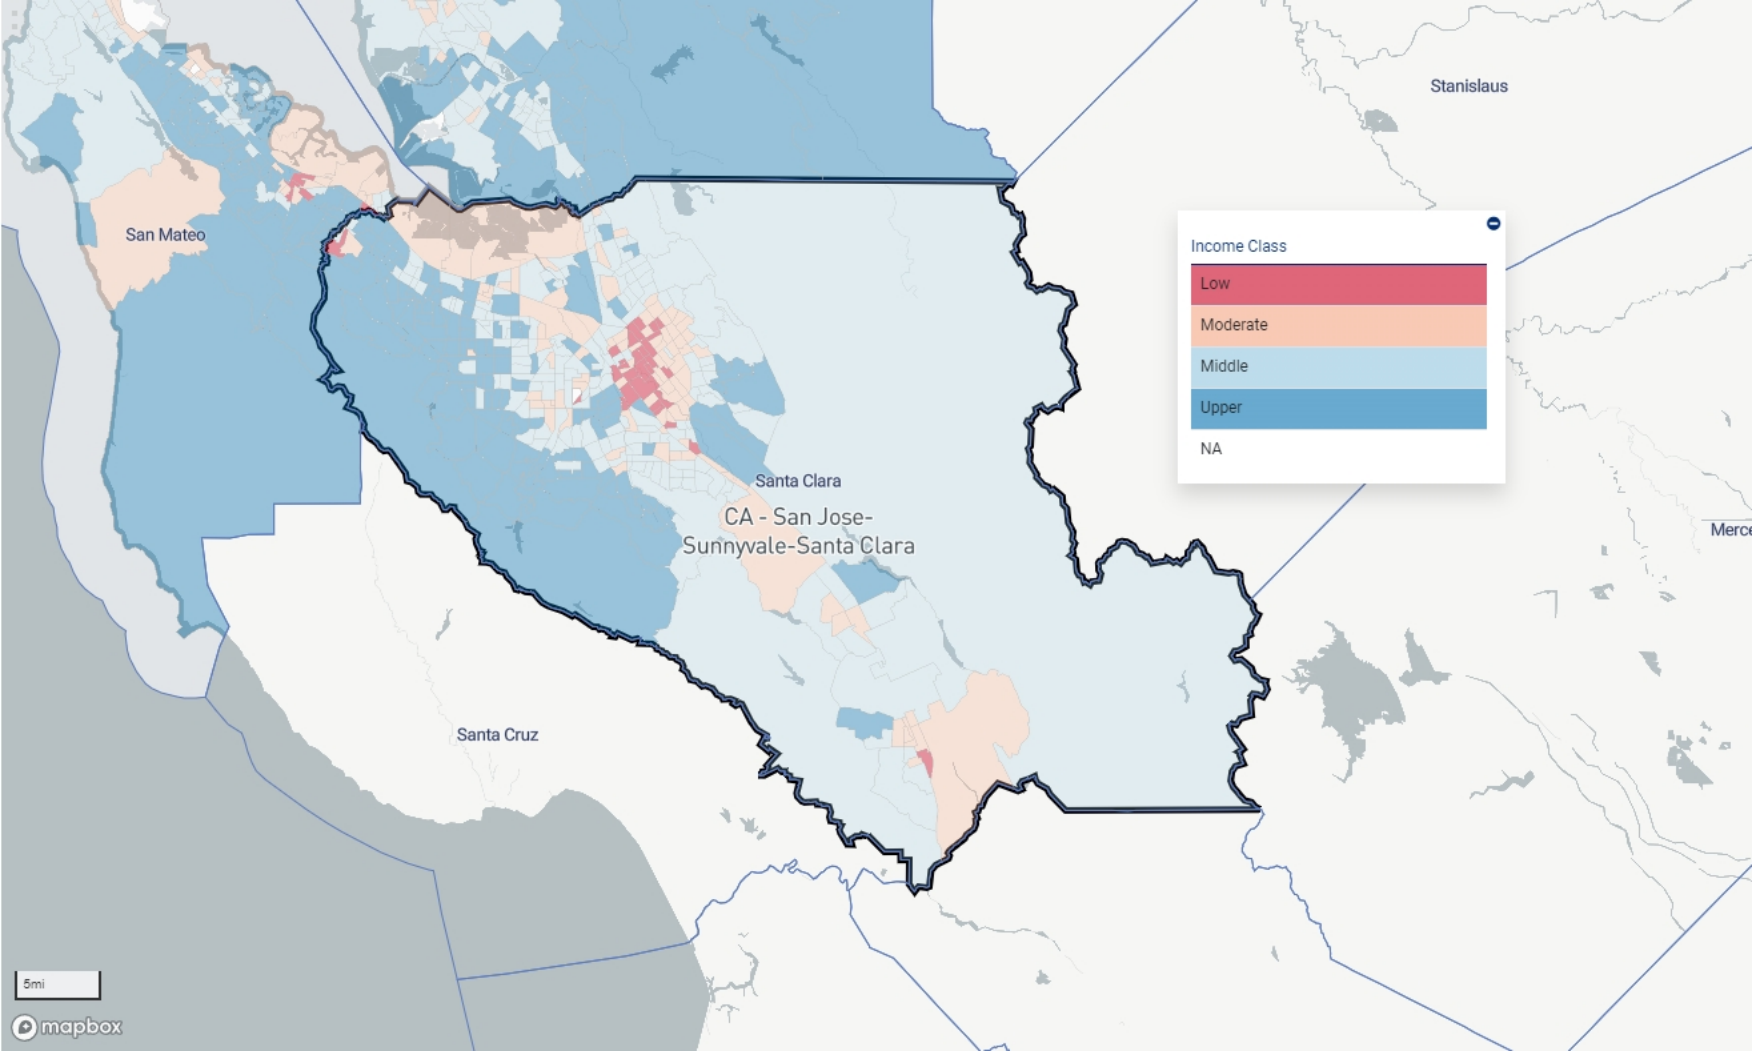 Stanislaus
San Mateo
Income Class
Low
Moderate
Middle
Upper
NA
Santa Clara
CA - San Jose-
Sunnyvale-Santa Clara
Merce
Santa Cruz
5mi
mapbox